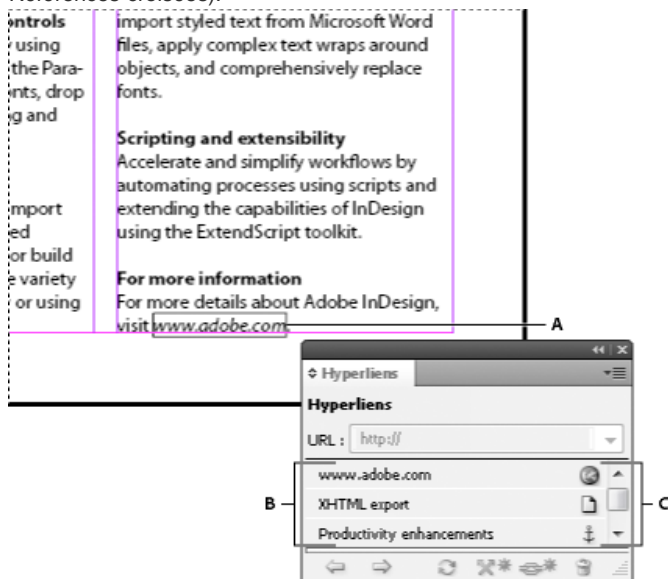 ontrols
using
the Para-
nts, drop
g and
mport
ed
or build
e variety
or using
import styled text from Microsoft Word
files, apply complex text wraps around
objects, and comprehensively replace
fonts.
Scripting and extensibility
Accelerate and simplify workflows by
automating processes using scripts and
extending the capabilities of InDesign
using the ExtendScript toolkit.
For more information
For more details about Adobe InDesign,
visit www.adobe.com.
A
Hyperliens
Hyperliens
URL : http://
www.adobe.com
XHTML export
Productivity enhancements
B
C